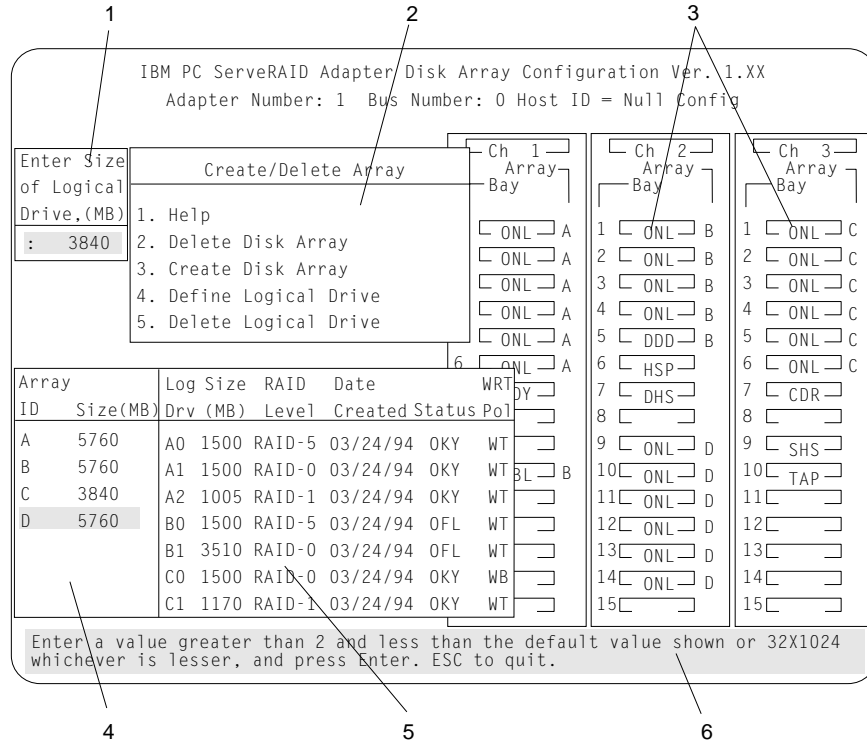 1 2 3
IBM PC ServeRAID Adapter Disk Array Configuration Ver. 1.XX
Adapter Number: 1 Bus Number: 0 Host ID = Null Config
Enter Size
of Logical
Drive,(MB)
: 3840
Create/Delete Array
1. Help
2. Delete Disk Array
3. Create Disk Array
4. Define Logical Drive
5. Delete Logical Drive
Ch 1
Array
Bay
ONL A
ONL A
ONL A
ONL A
ONL A
6 ONL A
DY
BL B
Ch 2
Array
Bay
1 ONL B
2 ONL B
3 ONL B
4 ONL B
5 DDD B
6 HSP
7 DHS
8
9 ONL D
10 ONL D
11 ONL D
12 ONL D
13 ONL D
14 ONL D
15
Ch 3
Array
Bay
1 ONL C
2 ONL C
3 ONL C
4 ONL C
5 ONL C
6 ONL C
7 CDR
8
9 SHS
10 TAP
11
12
13
14
15
Array
ID Size(MB)
A 5760
B 5760
C 3840
D 5760
Log Size RAID Date WRT
Drv (MB) Level Created Status Pol
A0 1500 RAID-5 03/24/94 OKY WT
A1 1500 RAID-0 03/24/94 OKY WT
A2 1005 RAID-1 03/24/94 OKY WT
B0 1500 RAID-5 03/24/94 OFL WT
B1 3510 RAID-0 03/24/94 OFL WT
C0 1500 RAID-0 03/24/94 OKY WB
C1 1170 RAID-1 03/24/94 OKY WT
Enter a value greater than 2 and less than the default value shown or 32X1024
whichever is lesser, and press Enter. ESC to quit.
4 5 6